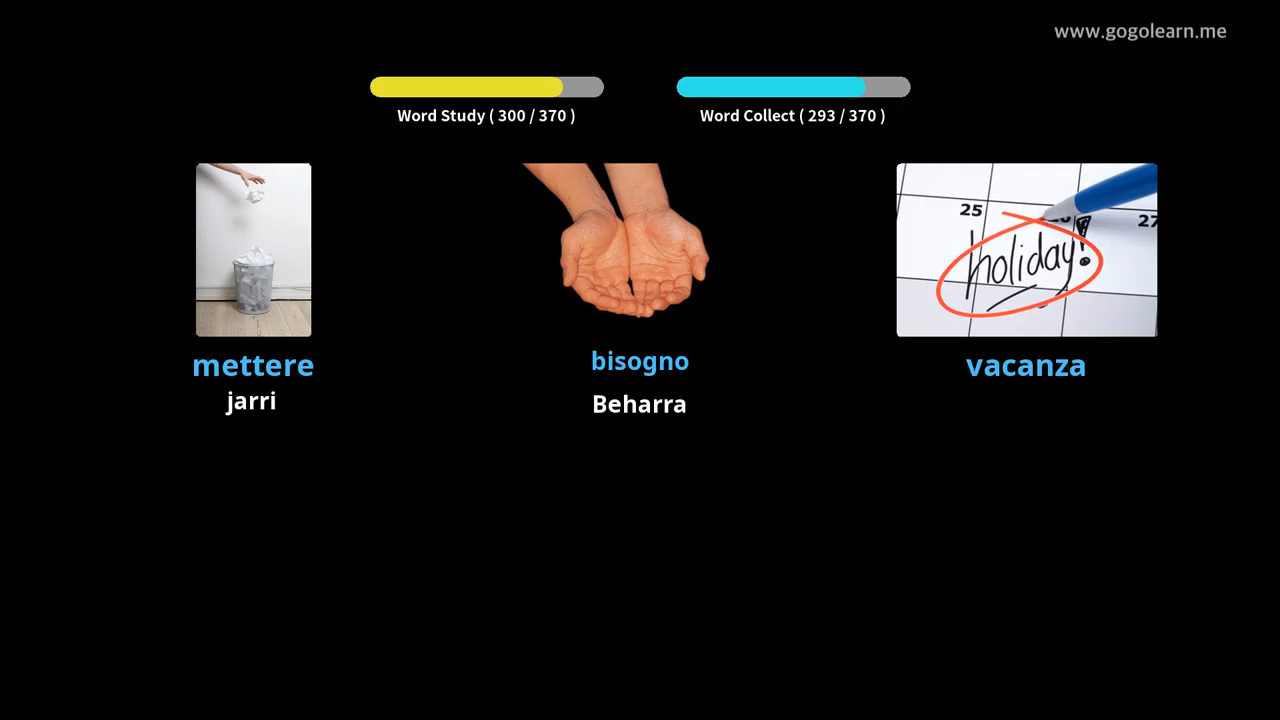 www.gogolearn.me
Word Study ( 300 / 370 )
Word Collect ( 293 / 370 )
25
27
holiday!
mettere
bisogno
vacanza
jarri
Beharra